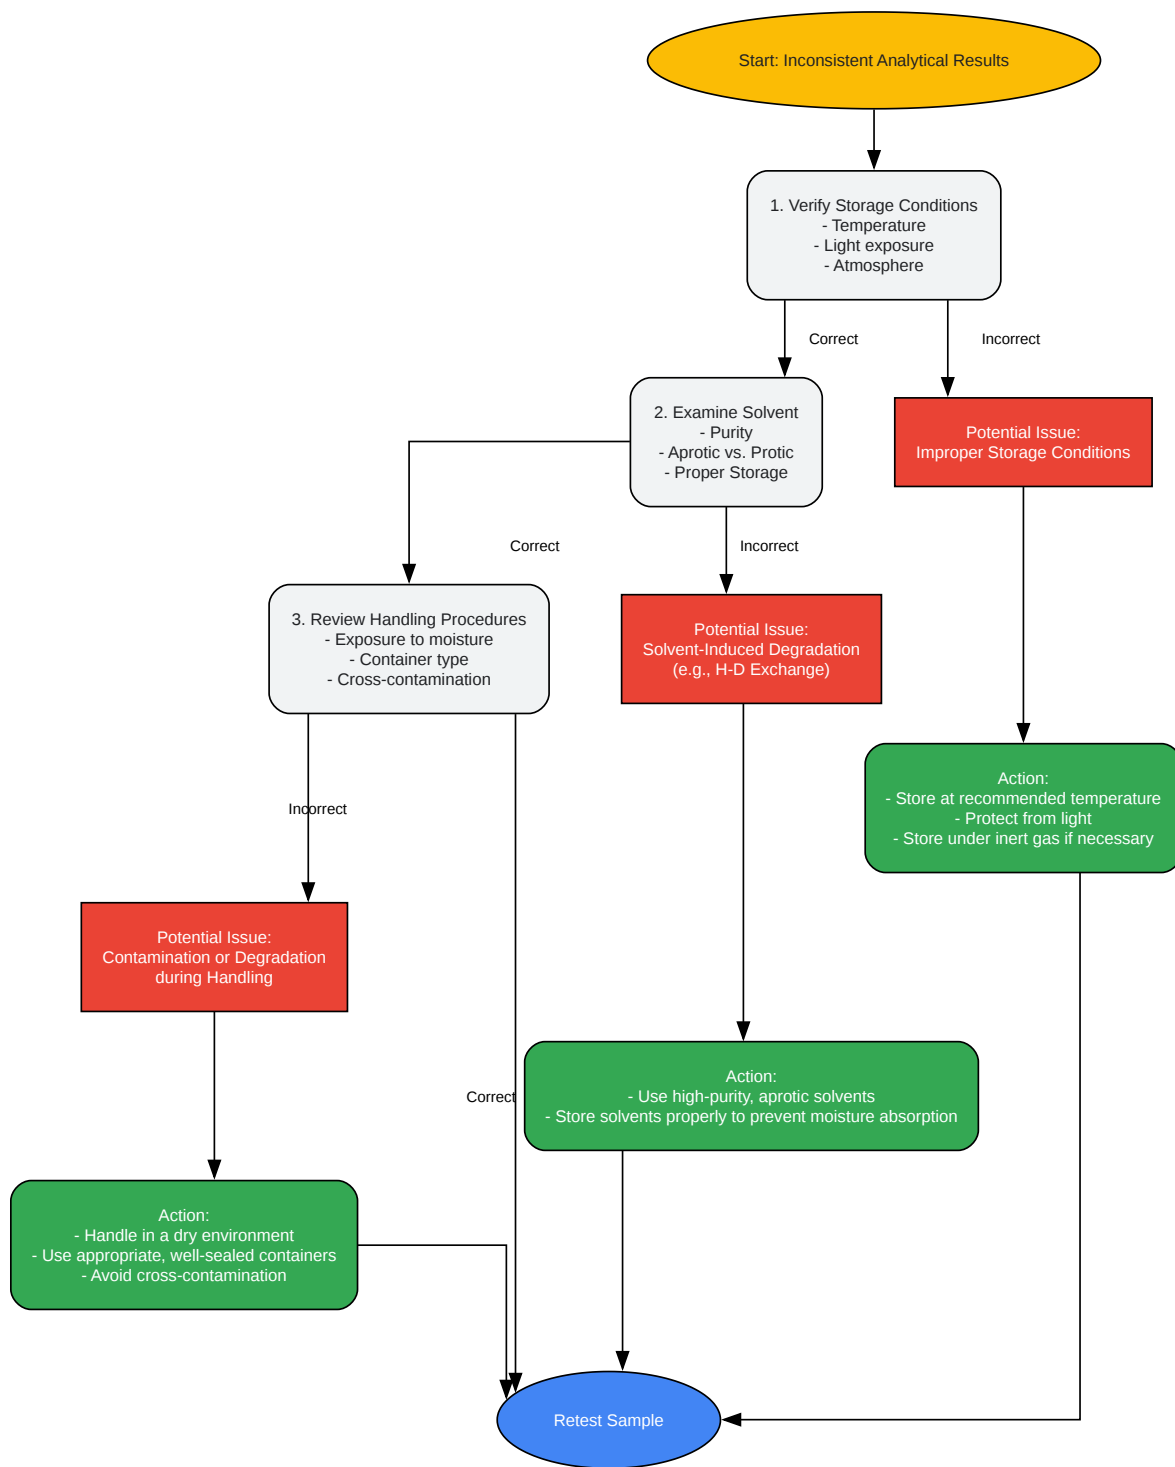 Start: Inconsistent Analytical Results
1. Verify Storage Conditions
- Temperature
- Light exposure
- Atmosphere
Correct
Incorrect
2. Examine Solvent
- Purity
- Aprotic vs. Protic
- Proper Storage
Potential Issue:
Improper Storage Conditions
Correct
Incorrect
3. Review Handling Procedures
- Exposure to moisture
- Container type
- Cross-contamination
Potential Issue:
Solvent-Induced Degradation
(e.g., H-D Exchange)
Action:
- Store at recommended temperature
- Protect from light
- Store under inert gas if necessary
Incorrect
Potential Issue:
Contamination or Degradation
during Handling
Correct
Action:
- Use high-purity, aprotic solvents
- Store solvents properly to prevent moisture absorption
Action:
- Handle in a dry environment
- Use appropriate, well-sealed containers
- Avoid cross-contamination
Retest Sample